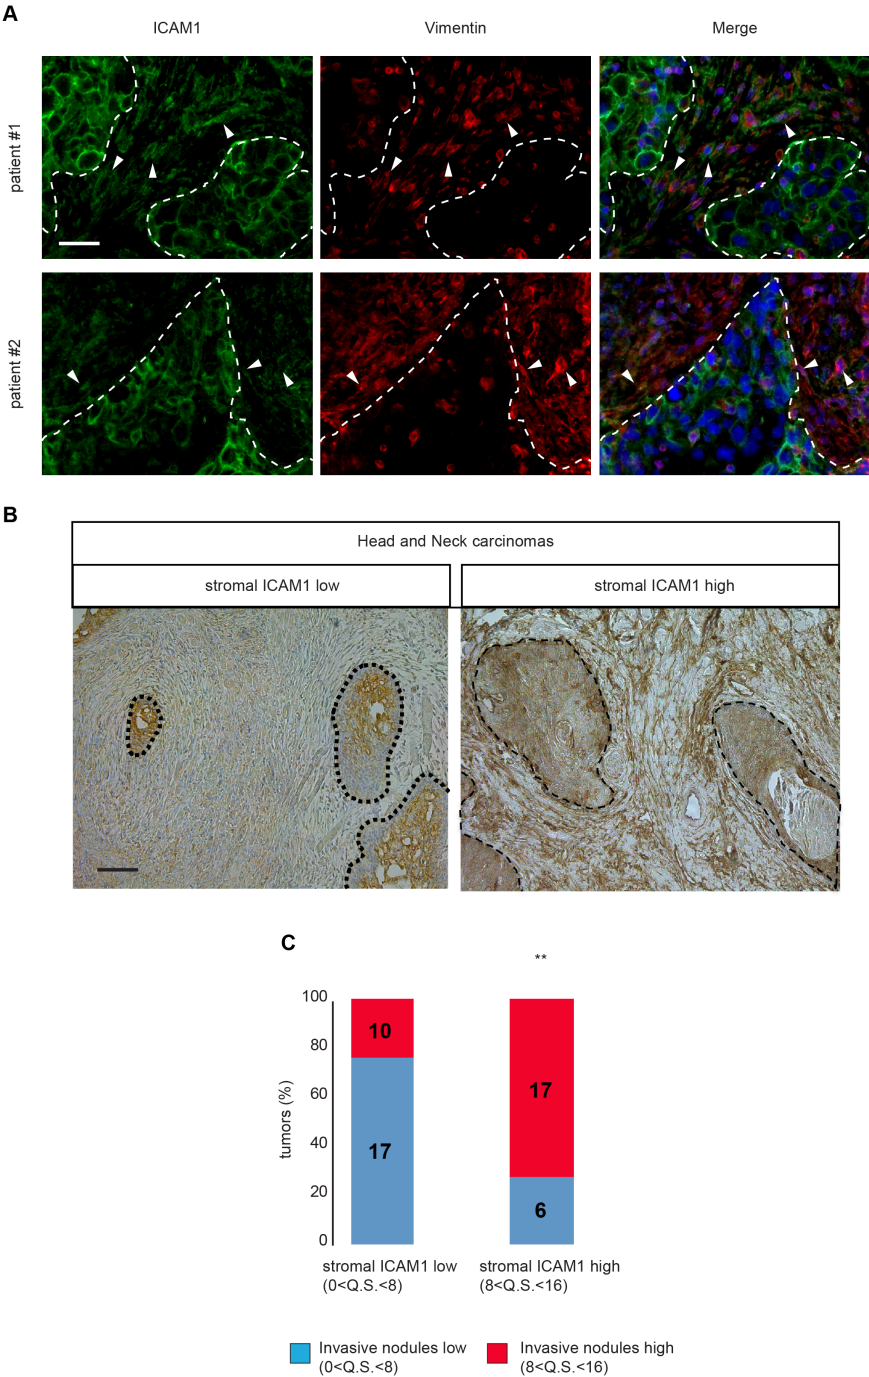 A
ICAM1
Vimentin
Merge
patient #1
patient #2
B
Head and Neck carcinomas
stromal ICAM1 low
stromal ICAM1 high
C
**
100
80
60
40
20
0
tumors (%)
10
17
17
6
stromal ICAM1 low
(0<Q.S.<8)
stromal ICAM1 high
(8<Q.S.<16)
Invasive nodules low
(0<Q.S.<8)
Invasive nodules high
(8<Q.S.<16)